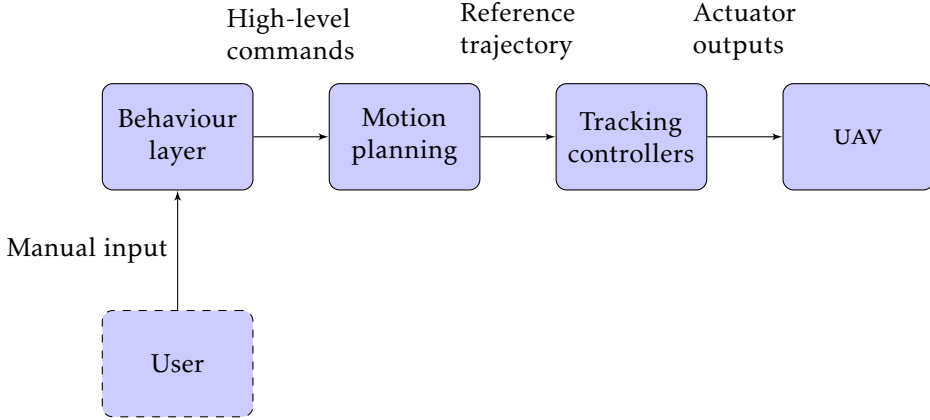 High-level
commands
Reference
trajectory
Actuator
outputs
Behaviour
layer
Motion
planning
Tracking
controllers
UAV
Manual input
User